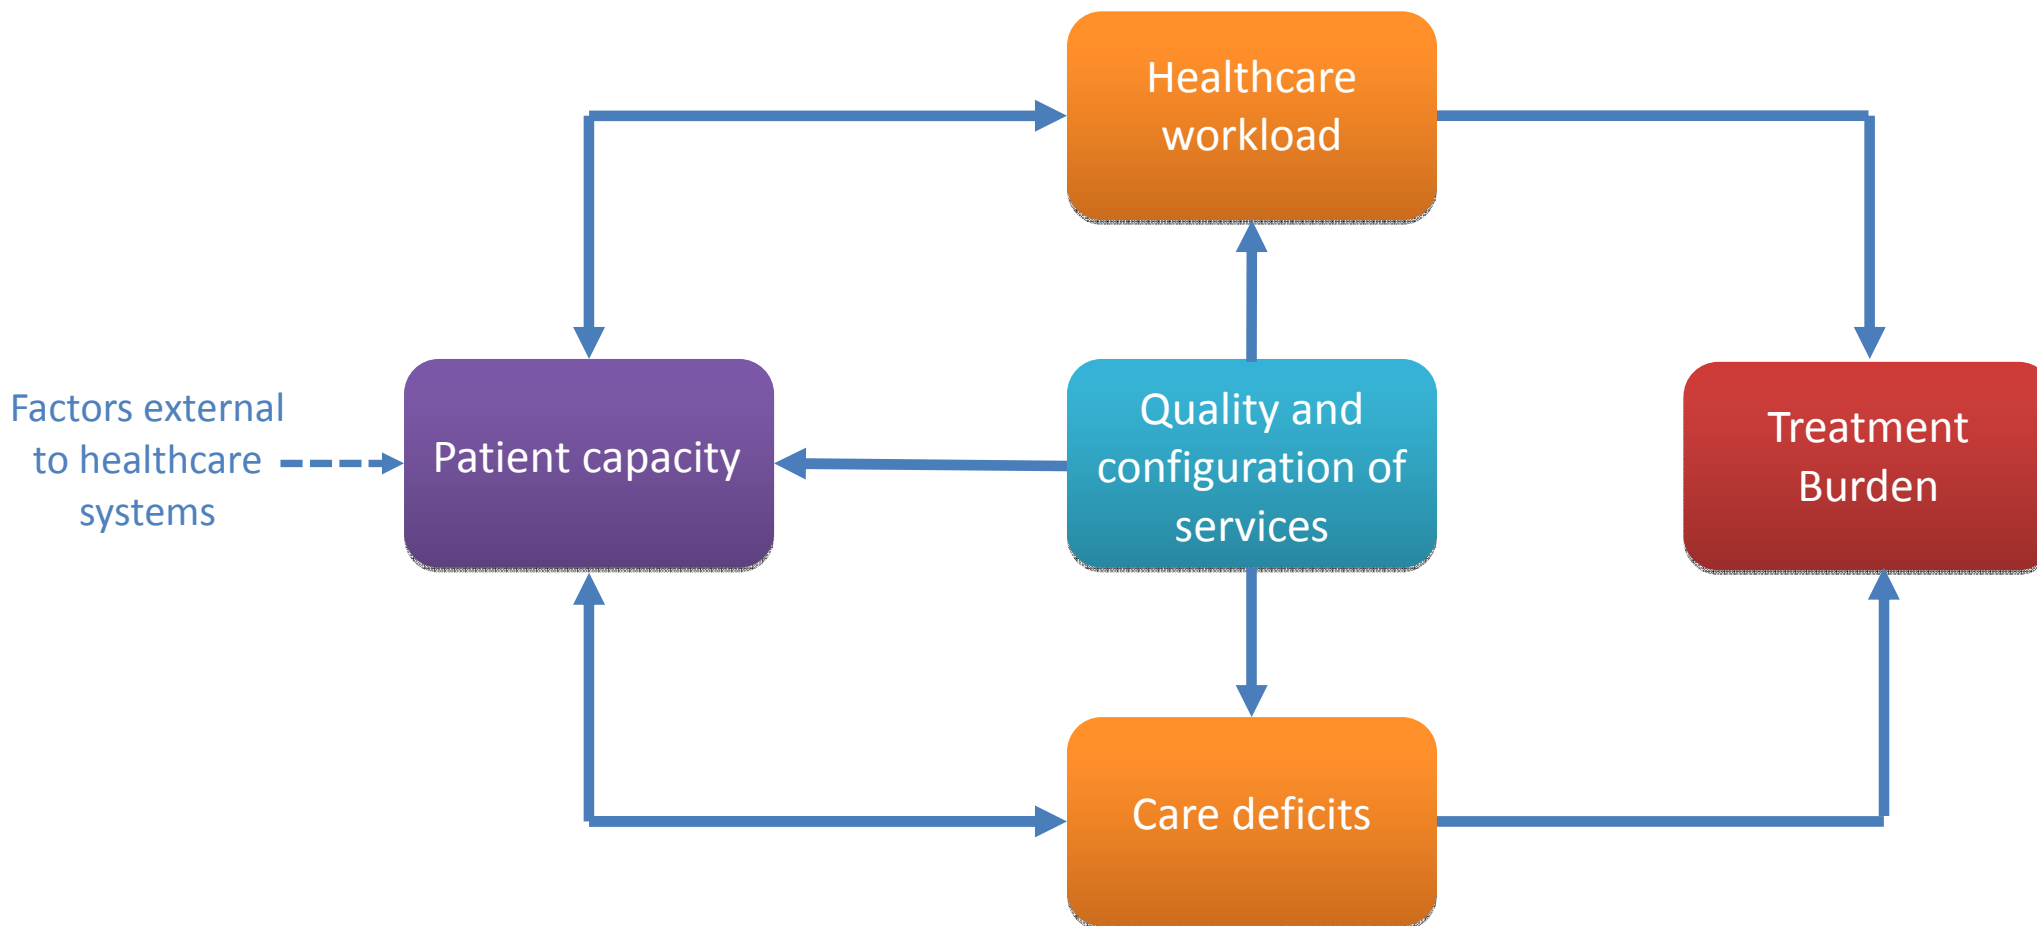 Healthcare
workload
Factors external
to healthcare
systems
Patient capacity
Quality and
configuration of
services
Treatment
Burden
Care deficits